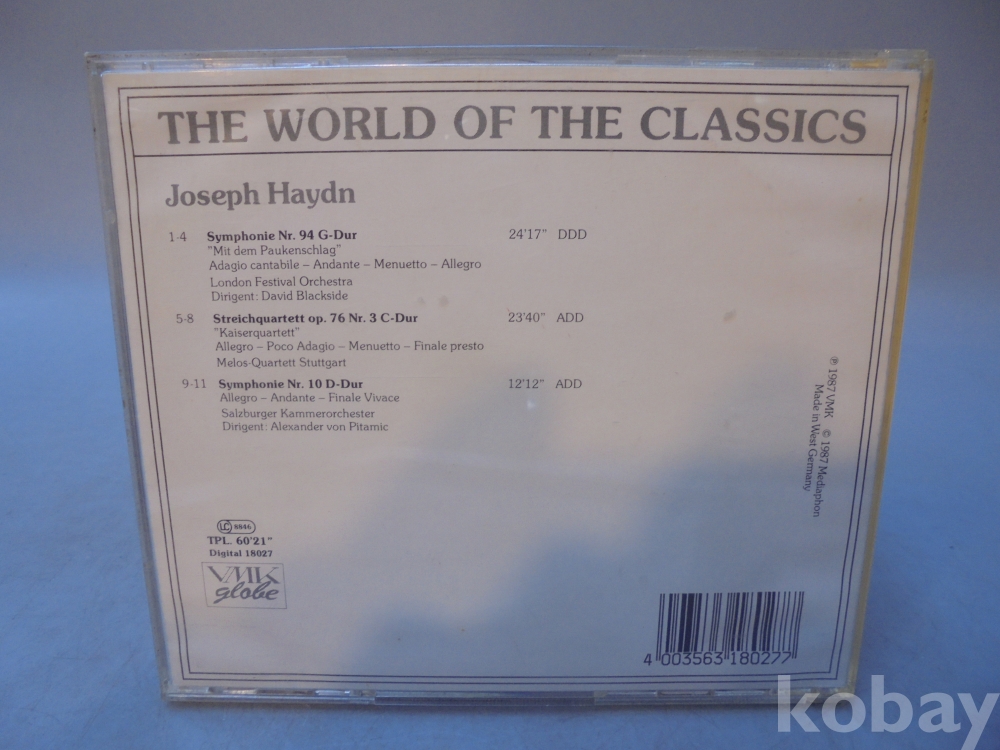 THE WORLD OF THE CLASSICS
Joseph Haydn
1-4 Symphonie Nr. 94 G-Dur 24'17" DDD
"Mit dem Paukenschlag"
Adagio cantabile – Andante – Menuetto – Allegro
London Festival Orchestra
Dirigent: David Blackside
5-8 Streichquartett op. 76 Nr. 3 C-Dur 23'40" ADD
"Kaiserquartett"
Allegro – Poco Adagio – Menuetto – Finale presto
Melos-Quartett Stuttgart
9-11 Symphonie Nr. 10 D-Dur 12'12" ADD
Allegro – Andante – Finale Vivace
Salzburger Kammerorchester
Dirigent: Alexander von Pitamic
℗ 1987 VMK © 1987 Mediaphon
Made in West Germany
LC 8846
TPL. 60'21"
Digital 18027
VMK
globe
4 003563 180277
kobay